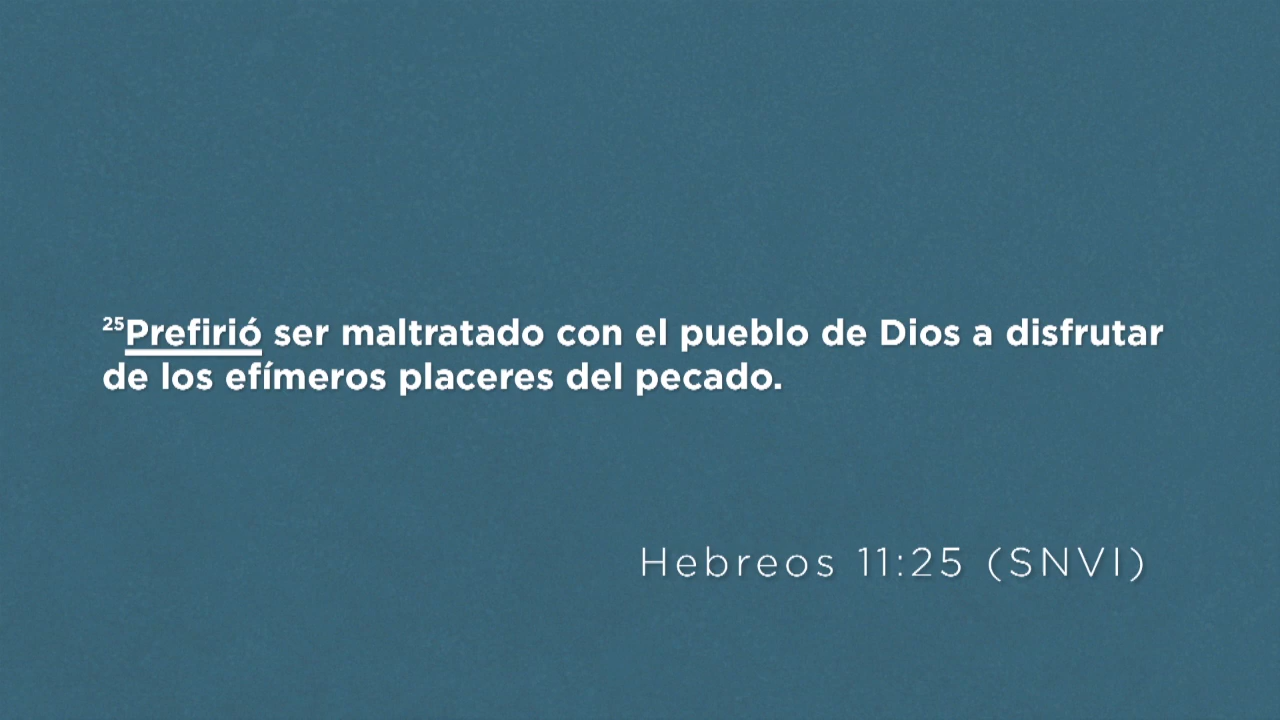 25Prefirió ser maltratado con el pueblo de Dios a disfrutar
de los efímeros placeres del pecado.
Hebreos 11:25 (SNVI)